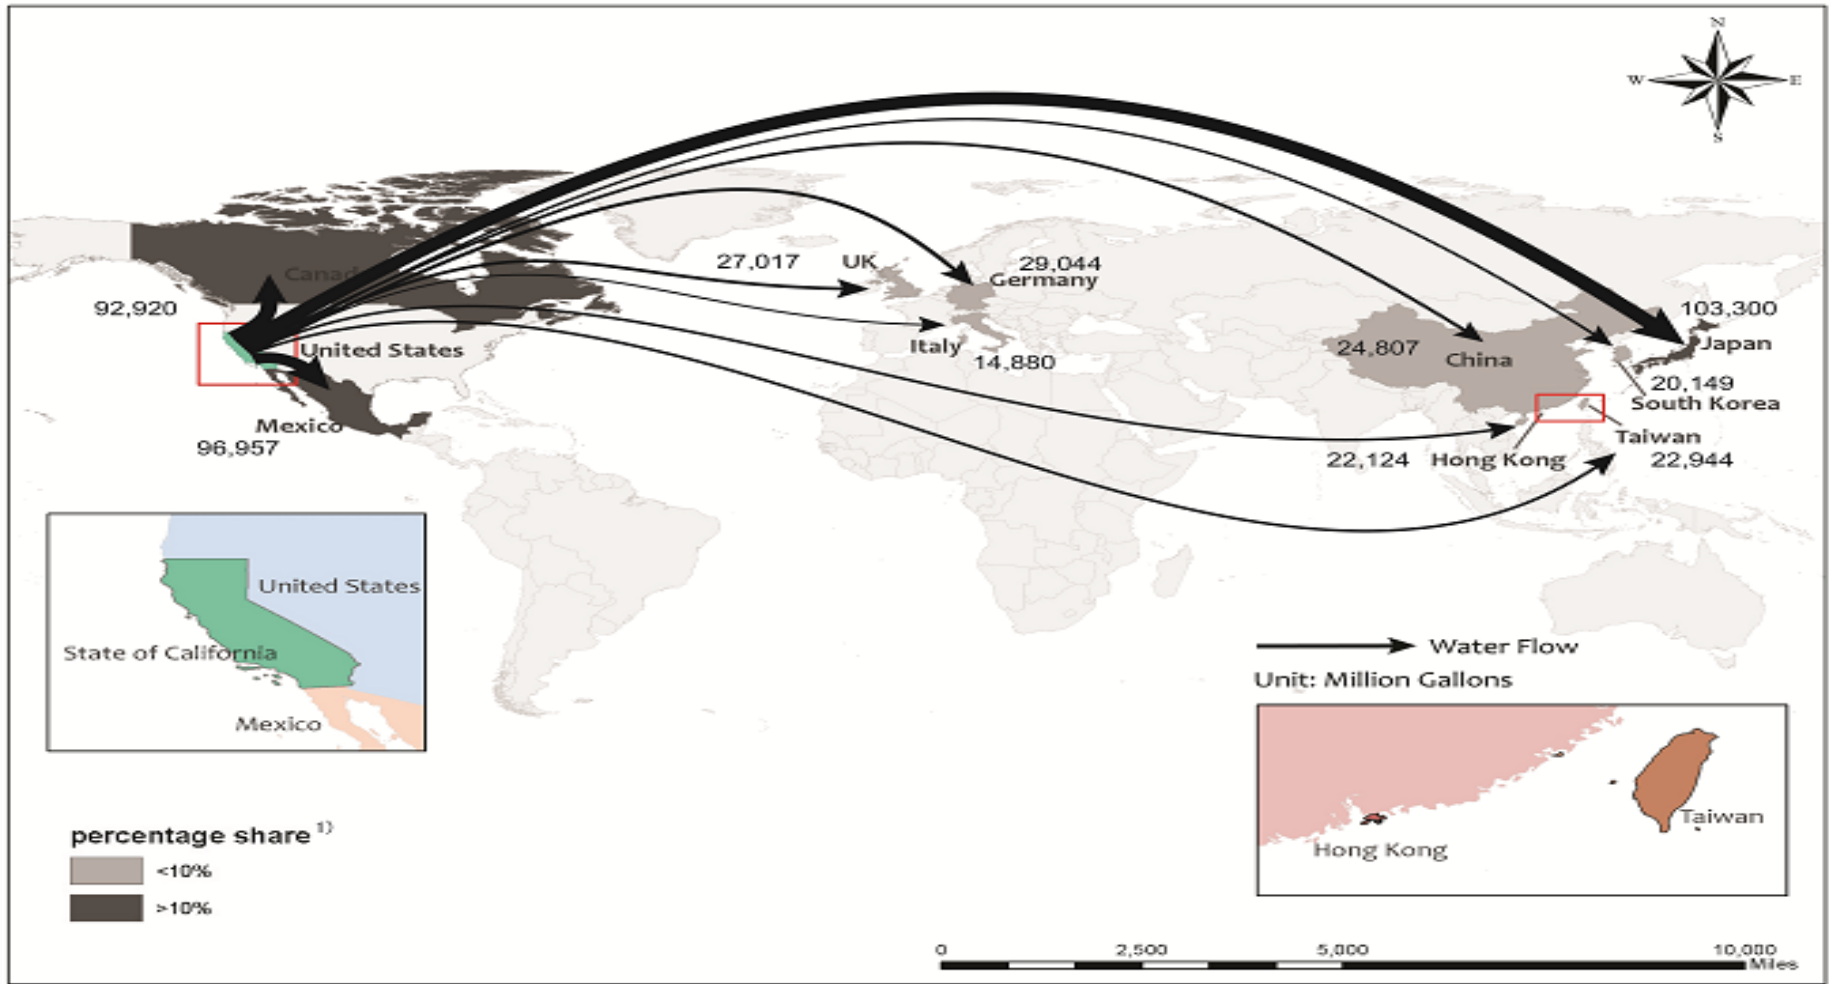 N
W
E
S
27,017
UK
29,044
Germany
Canad
92,920
103,300
United States
Italy
14,880
24,807
China
Japan
20,149
South Korea
Mexico
96,957
Taiwan
22,124
Hong Kong
22,944
United States
State of California
Mexico
Water Flow
Unit: Million Gallons
Taiwan
Hong Kong
percentage share 1)
<10%
>10%
0
2,500
5,000
10,000
Miles